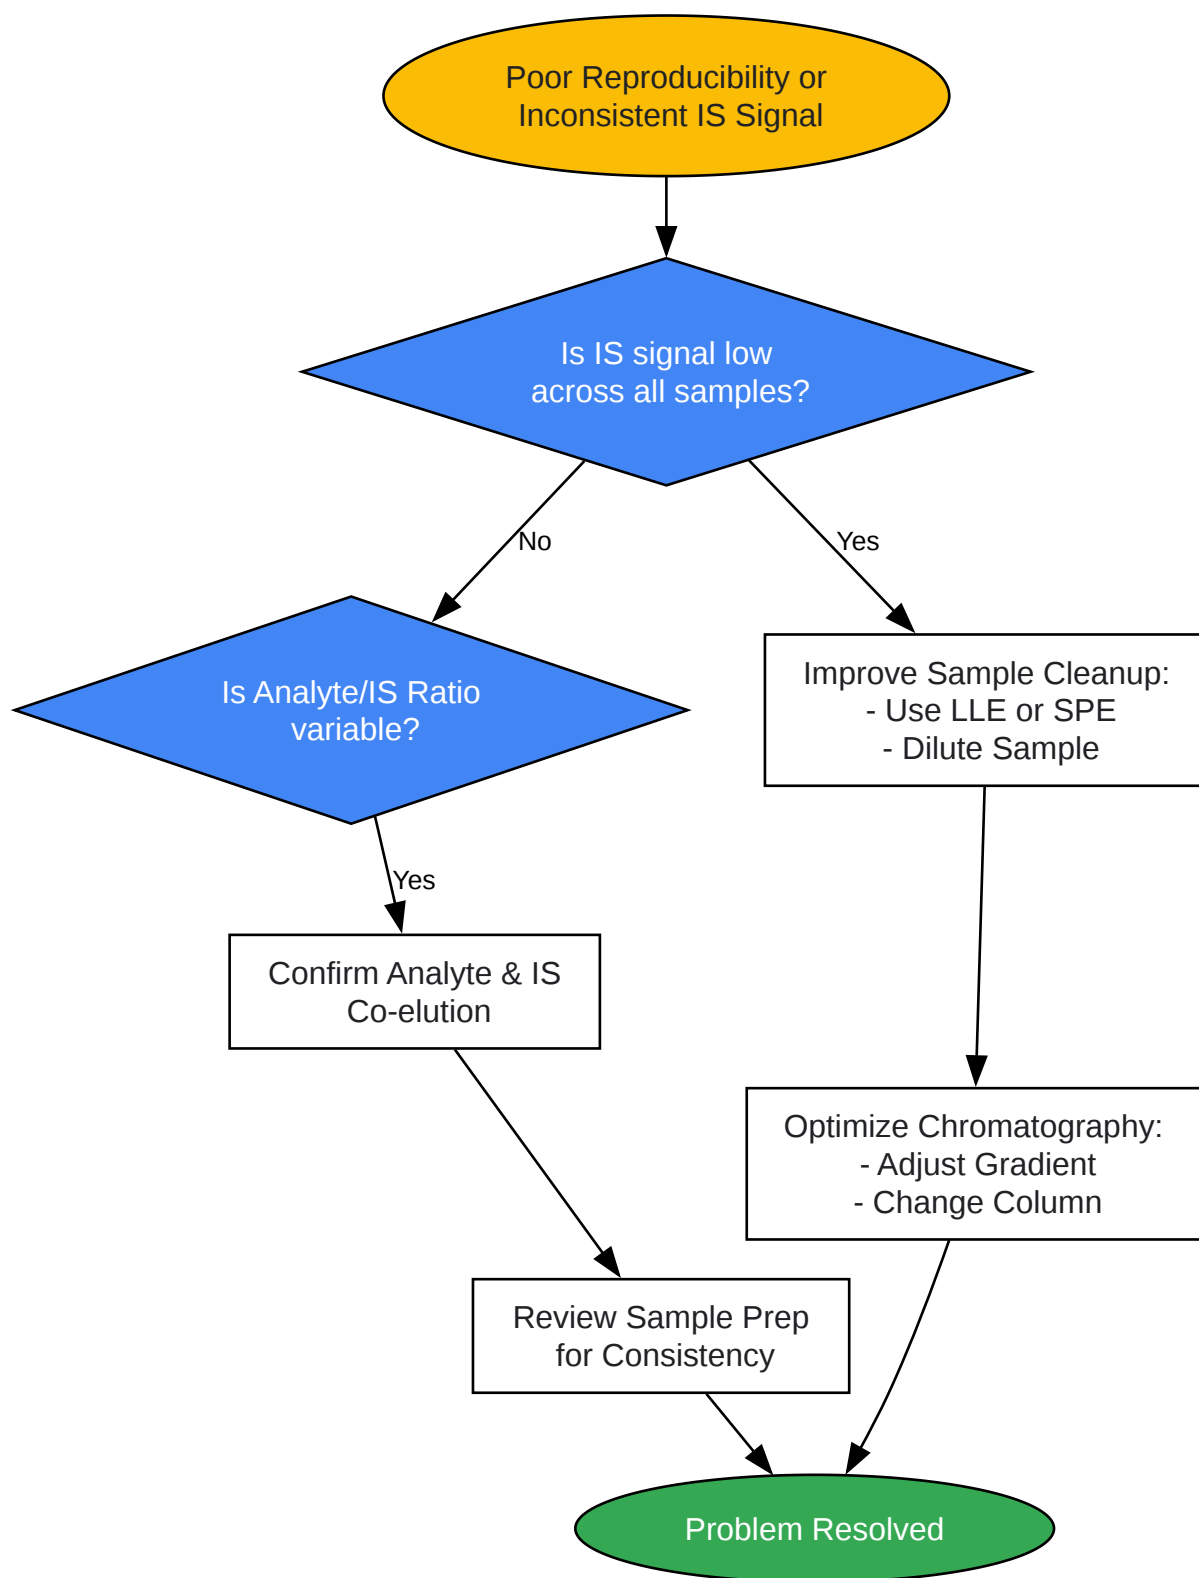 Poor Reproducibility or
Inconsistent IS Signal
Is IS signal low
across all samples?
No
Yes
Is Analyte/IS Ratio
variable?
Improve Sample Cleanup:
- Use LLE or SPE
- Dilute Sample
Yes
Confirm Analyte & IS
Co-elution
Optimize Chromatography:
- Adjust Gradient
- Change Column
Review Sample Prep
for Consistency
Problem Resolved